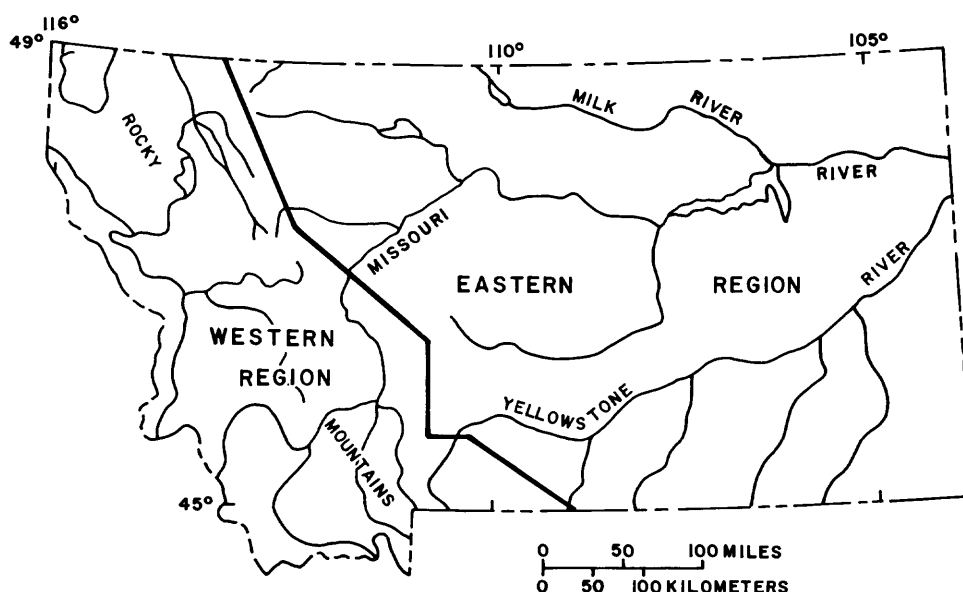 116°
49°
110°
105°
ROCKY
MILK
RIVER
RIVER
MISSOURI
EASTERN
REGION
RIVER
WESTERN
REGION
YELLOWSTONE
MOUNTAINS
45°
0 50 100 MILES
0 50 100 KILOMETERS